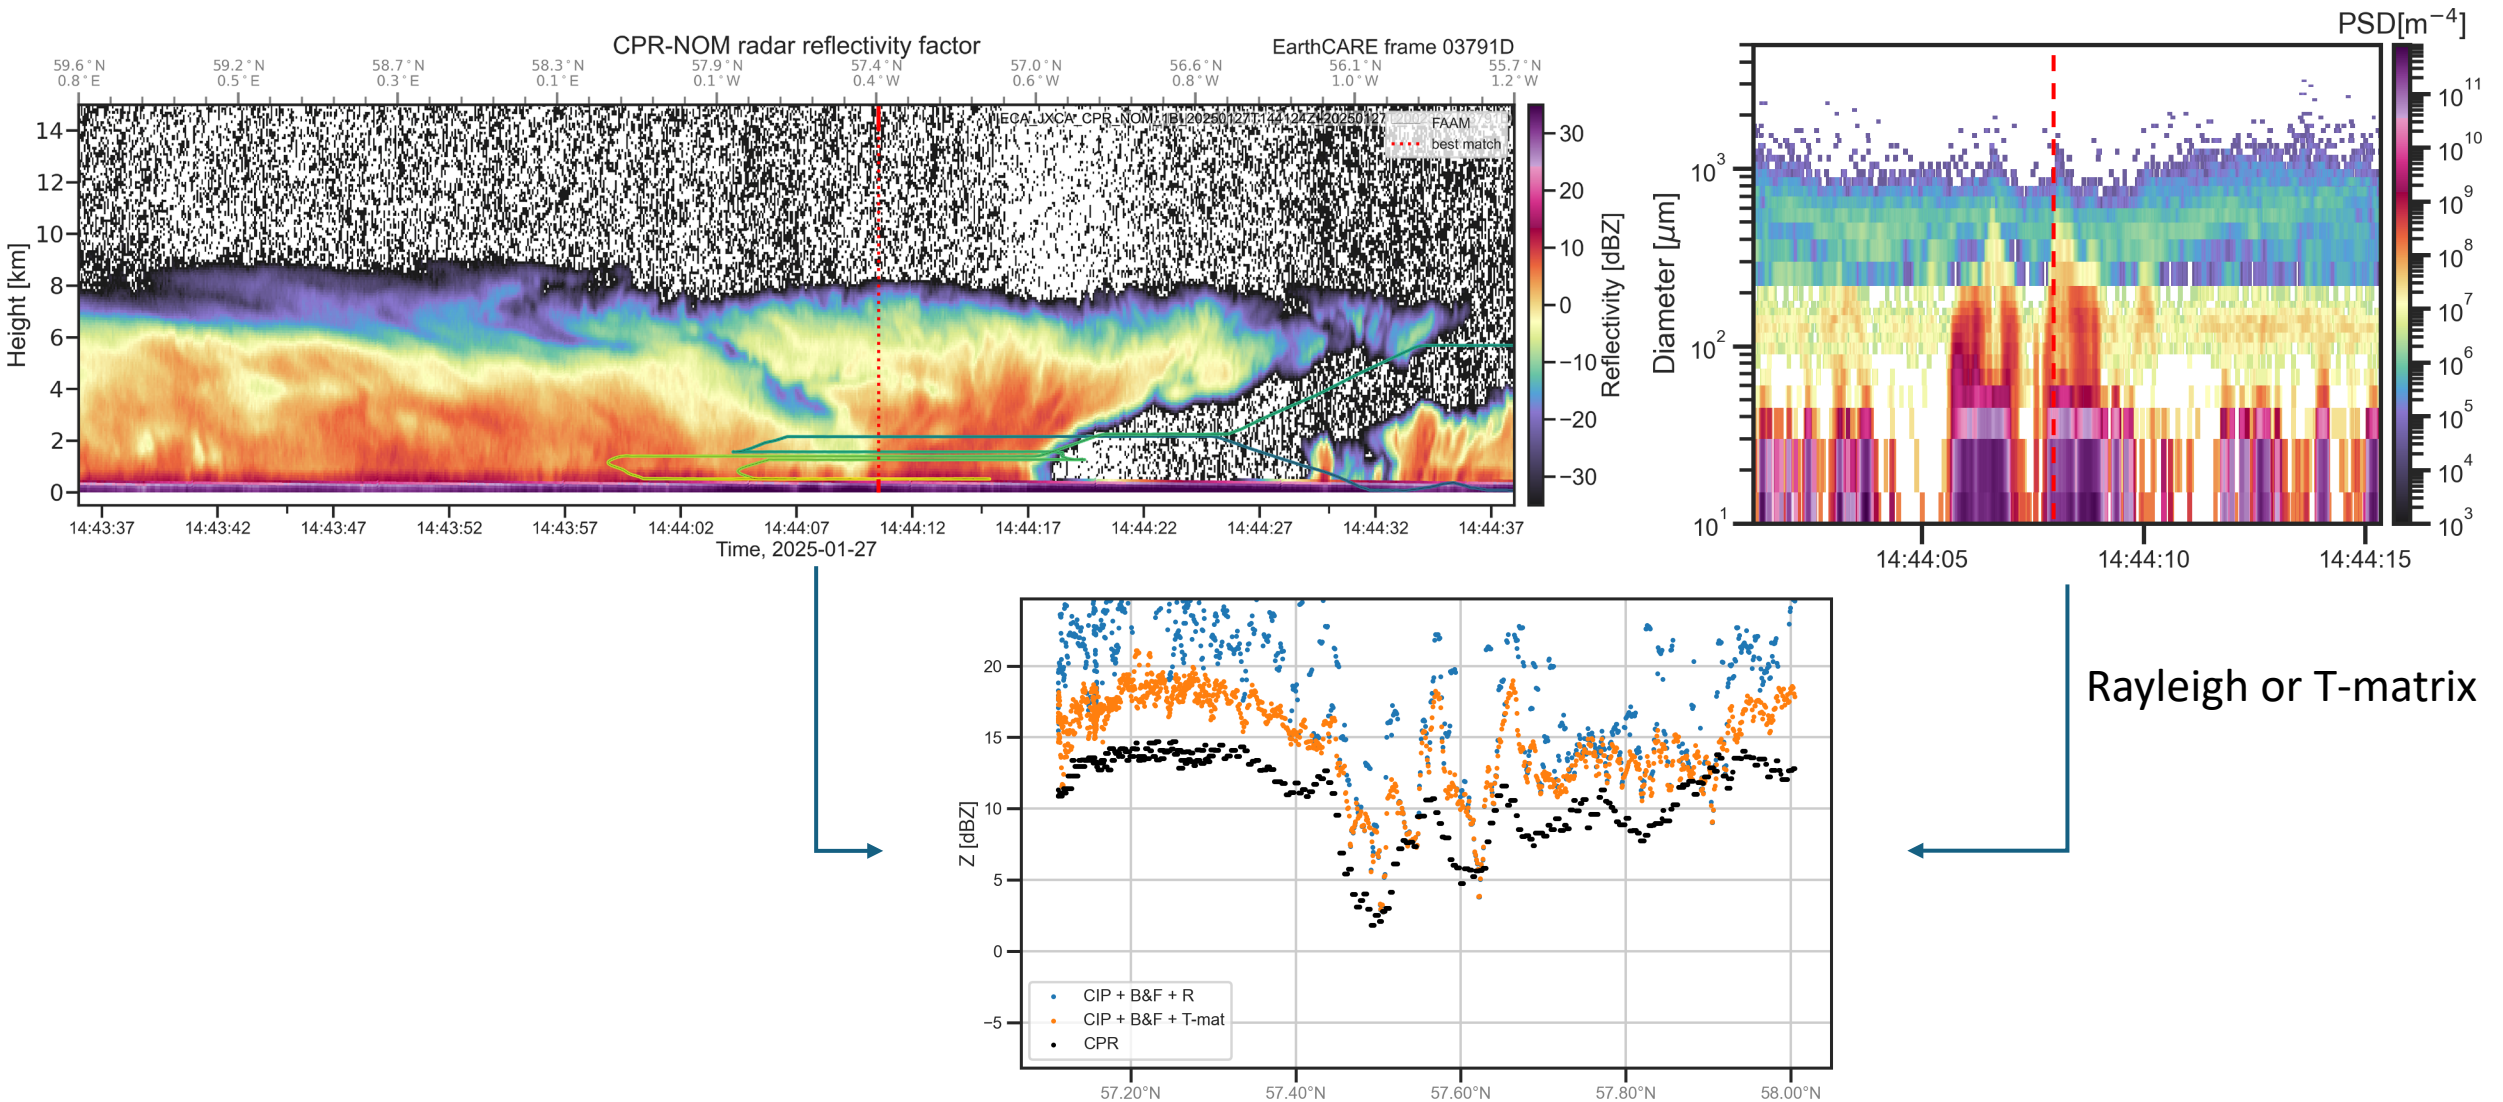 CPR-NOM radar reflectivity factor
EarthCARE frame 03791D
59.6°N 59.2°N 58.7°N 58.3°N 57.9°N 57.4°N 57.0°N 56.6°N 56.1°N 55.7°N
0.8°E 0.5°E 0.3°E 0.1°E 0.1°W 0.4°W 0.6°W 0.8°W 1.0°W 1.2°W
FAAM
best match
Height [km]
14
12
10
8
6
4
2
0
14:43:37 14:43:42 14:43:47 14:43:52 14:43:57 14:44:02 14:44:07 14:44:12 14:44:17 14:44:22 14:44:27 14:44:32 14:44:37
Time, 2025-01-27
30
20
10
0
−10
−20
−30
Reflectivity [dBZ]
PSD[m⁻⁴]
Diameter [μm]
10³
10²
10¹
14:44:05 14:44:10 14:44:15
10¹¹
10¹⁰
10⁹
10⁸
10⁷
10⁶
10⁵
10⁴
10³
Rayleigh or T-matrix
Z [dBZ]
20
15
10
5
0
−5
CIP + B&F + R
CIP + B&F + T-mat
CPR
57.20°N 57.40°N 57.60°N 57.80°N 58.00°N